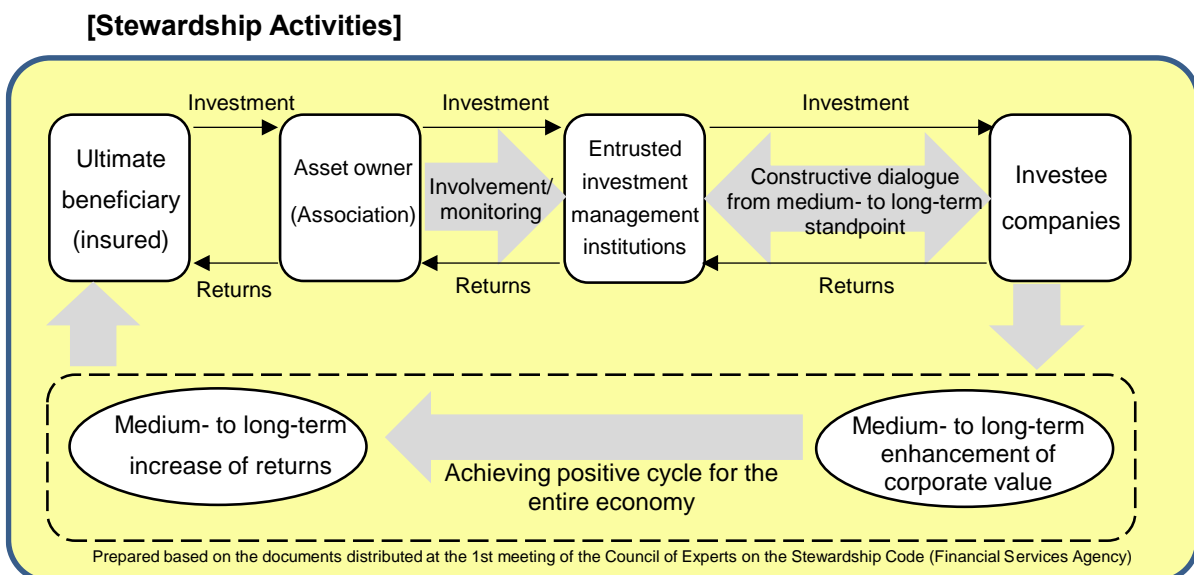 [Stewardship Activities]
Investment
Investment
Investment
Ultimate
beneficiary
(insured)
Asset owner
(Association)
Involvement/
monitoring
Entrusted
investment
management
institutions
Constructive dialogue
from medium- to long-term
standpoint
Investee
companies
Returns
Returns
Returns
Medium- to long-term
increase of returns
Achieving positive cycle for the
entire economy
Medium- to long-term
enhancement of
corporate value
Prepared based on the documents distributed at the 1st meeting of the Council of Experts on the Stewardship Code (Financial Services Agency)